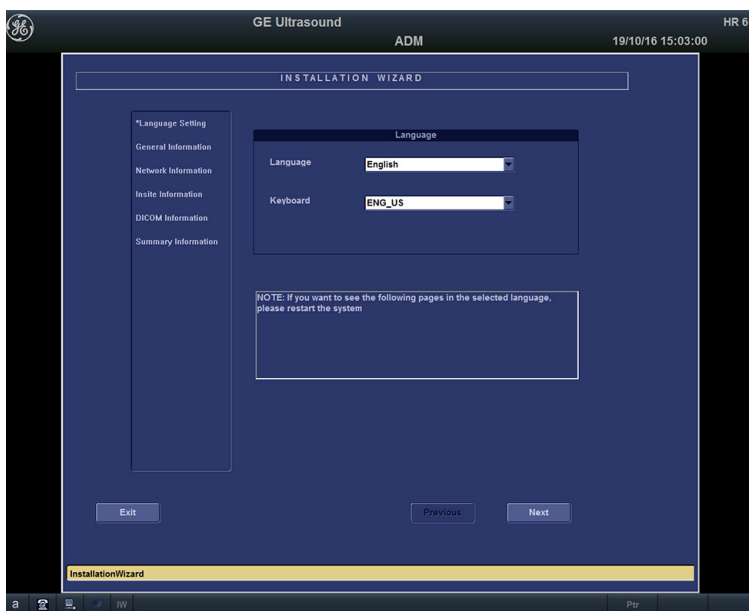 GE Ultrasound
HR 6
ADM
19/10/16 15:03:00
INSTALLATION WIZARD
*Language Setting
General Information
Network Information
Insite Information
DICOM Information
Summary Information
Language
Language English
Keyboard ENG_US
NOTE: If you want to see the following pages in the selected language,
please restart the system
Exit Previous Next
InstallationWizard
a IW Ptr